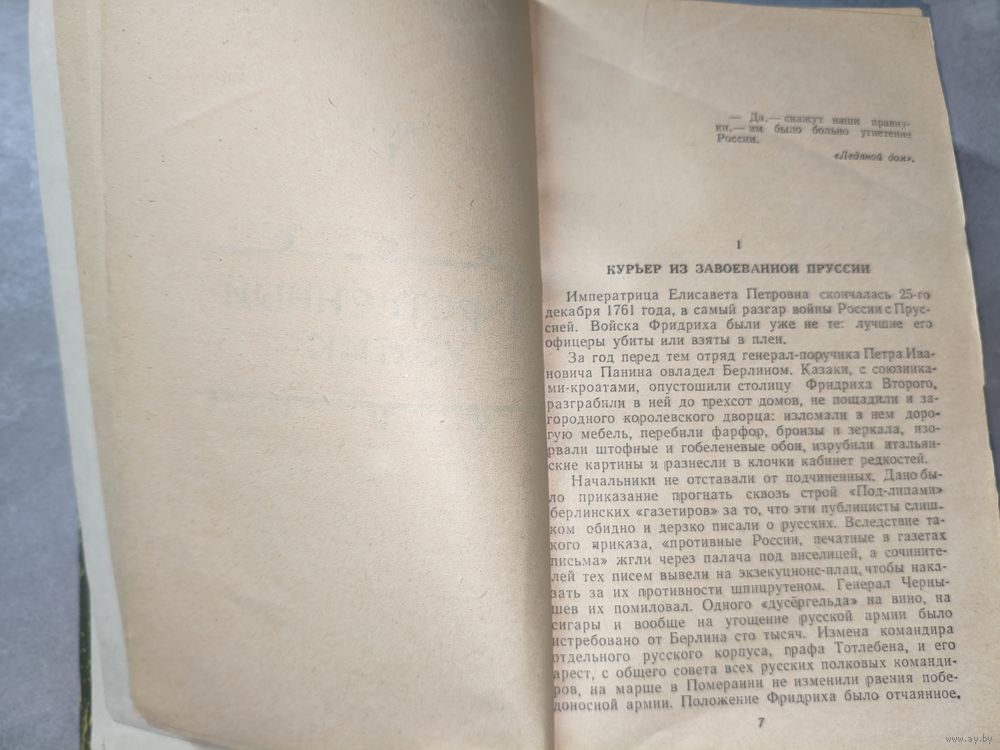 — Да,— скажут наши правну-
ки,— им было больно угнетение
России.
«Ледяной дом».
1
КУРЬЕР ИЗ ЗАВОЕВАННОЙ ПРУССИИ
Императрица Елисавета Петровна скончалась 25-го
декабря 1761 года, в самый разгар войны России с Прус-
сией. Войска Фридриха были уже не те: лучшие его
офицеры убиты или взяты в плен.
За год перед тем отряд генерал-поручика Петра Ива-
новича Панина овладел Берлином. Казаки, с союзника-
ми-кроатами, опустошили столицу Фридриха Второго,
разграбили в ней до трехсот домов, не пощадили и за-
городного королевского дворца: изломали в нем доро-
гую мебель, перебили фарфор, бронзы и зеркала, изо-
рвали штофные и гобеленевые обои, изрубили итальян-
ские картины и разнесли в клочки кабинет редкостей.
Начальники не отставали от подчиненных. Дано бы-
ло приказание прогнать сквозь строй «Под-липами»
берлинских «газетиров» за то, что эти публицисты слиш-
ком обидно и дерзко писали о русских. Вследствие та-
кого приказа, «противные России, печатные в газетах
письма» жгли через палача под виселицей, а сочините-
лей тех писем вывели на экзекуционс-плац, чтобы нака-
зать за их противности шпицрутеном. Генерал Черны-
шев их помиловал. Одного «дусёргельда» на вино, на
сигары и вообще на угощение русской армии было
истребовано от Берлина сто тысяч. Измена командира
отдельного русского корпуса, графа Тотлебена, и его
арест, с общего совета всех русских полковых команди-
ров, на марше в Померании не изменили рвения побе-
доносной армии. Положение Фридриха было отчаянное.
7
www.ay.by